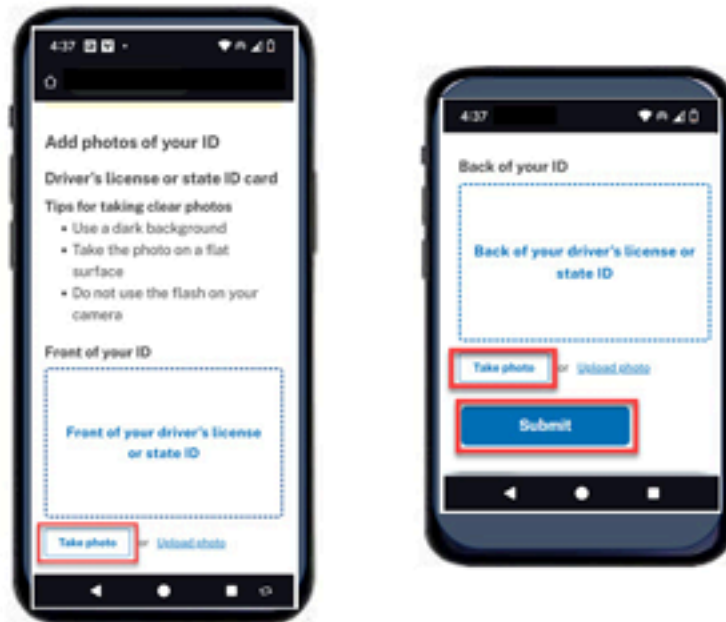 4:37
Add photos of your ID
Driver's license or state ID card
Tips for taking clear photos
• Use a dark background
• Take the photo on a flat
surface
• Do not use the flash on your
camera
Front of your ID
Front of your driver's license
or state ID
Take photo or Upload photo
4:37
Back of your ID
Back of your driver's license or
state ID
Take photo or Upload photo
Submit